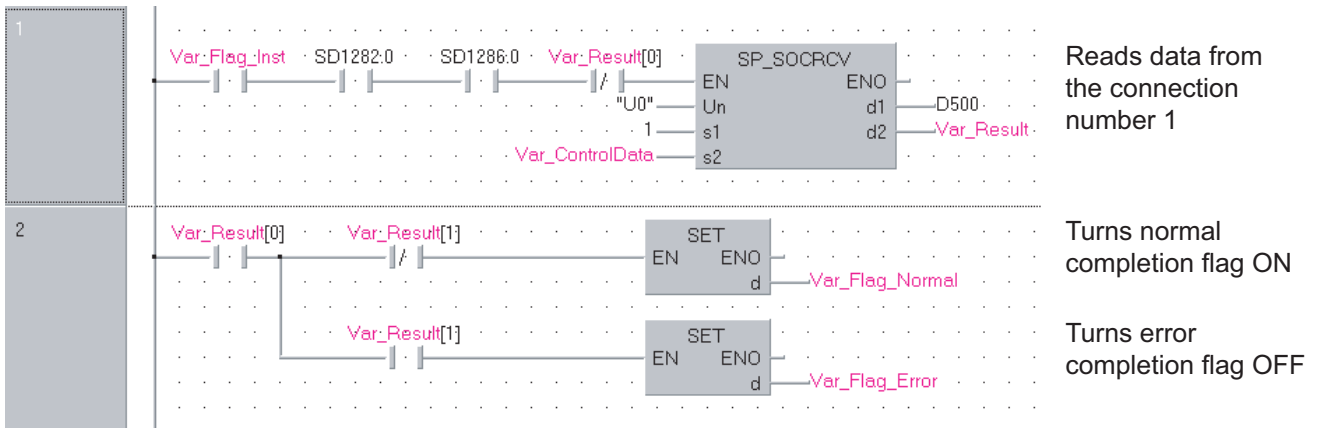 1
Var_Flag_Inst SD1282.0 SD1286.0 Var_Result[0] SP_SOCRCV
EN ENO
"U0" Un d1 D500
1 s1 d2 Var_Result
Var_ControlData s2
Reads data from
the connection
number 1
2
Var_Result[0] Var_Result[1] SET
EN ENO
d Var_Flag_Normal
Turns normal
completion flag ON
Var_Result[1] SET
EN ENO
d Var_Flag_Error
Turns error
completion flag OFF